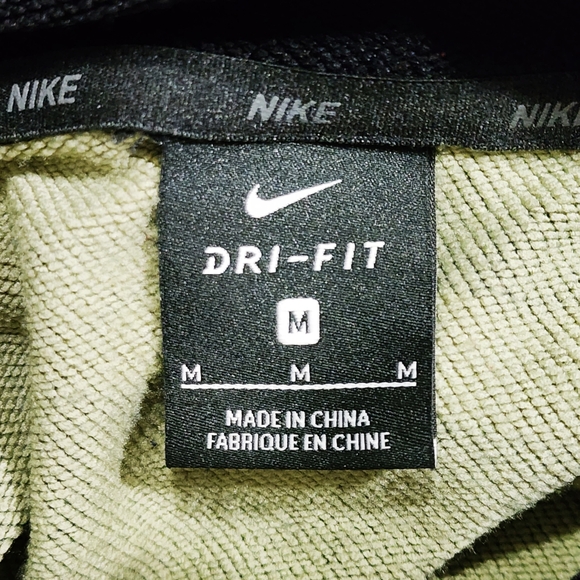 NIKE NIKE NIKE
DRI-FIT
M
M M M
MADE IN CHINA
FABRIQUE EN CHINE